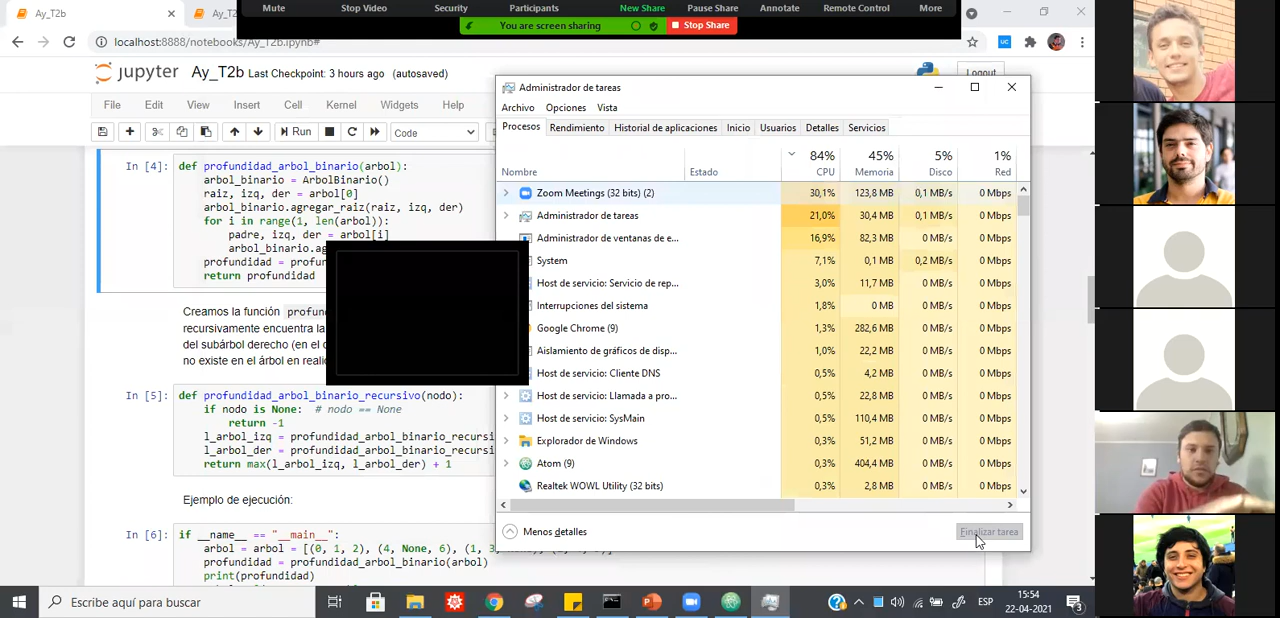 Ay_T2b
Ay_T2
Mute
Stop Video
Security
Participants
New Share
Pause Share
Annotate
Remote Control
More
You are screen sharing
Stop Share
localhost:8888/notebooks/Ay_T2b.ipynb#
UC
jupyter Ay_T2b Last Checkpoint: 3 hours ago (autosaved)
Logout
File Edit View Insert Cell Kernel Widgets Help
Run
Code
In [4]: def profundidad_arbol_binario(arbol):
arbol_binario = ArbolBinario()
raiz, izq, der = arbol[0]
arbol_binario.agregar_raiz(raiz, izq, der)
for i in range(1, len(arbol)):
padre, izq, der = arbol[i]
arbol_binario.ag
profundidad = profun
return profundidad
Creamos la función profun
recursivamente encuentra la
del subárbol derecho (en el c
no existe en el árbol en realid
In [5]: def profundidad_arbol_binario_recursivo(nodo):
if nodo is None: # nodo == None
return -1
l_arbol_izq = profundidad_arbol_binario_recursi
l_arbol_der = profundidad_arbol_binario_recursi
return max(l_arbol_izq, l_arbol_der) + 1
Ejemplo de ejecución:
In [6]: if __name__ == "__main__":
arbol = arbol = [(0, 1, 2), (4, None, 6), (1, 3
profundidad = profundidad_arbol_binario(arbol)
print(profundidad)
Administrador de tareas
Archivo Opciones Vista
Procesos Rendimiento Historial de aplicaciones Inicio Usuarios Detalles Servicios
84% 45% 5% 1%
Nombre Estado CPU Memoria Disco Red
Zoom Meetings (32 bits) (2) 30,1% 123,8 MB 0,1 MB/s 0 Mbps
Administrador de tareas 21,0% 30,4 MB 0,1 MB/s 0 Mbps
Administrador de ventanas de e... 16,9% 82,3 MB 0 MB/s 0 Mbps
System 7,1% 0,1 MB 0,2 MB/s 0 Mbps
Host de servicio: Servicio de rep... 3,0% 11,7 MB 0 MB/s 0 Mbps
Interrupciones del sistema 1,8% 0 MB 0 MB/s 0 Mbps
Google Chrome (9) 1,3% 282,6 MB 0 MB/s 0 Mbps
Aislamiento de gráficos de disp... 1,0% 22,2 MB 0 MB/s 0 Mbps
Host de servicio: Cliente DNS 0,5% 4,2 MB 0 MB/s 0 Mbps
Host de servicio: Llamada a pro... 0,5% 22,8 MB 0 MB/s 0 Mbps
Host de servicio: SysMain 0,5% 110,4 MB 0 MB/s 0 Mbps
Explorador de Windows 0,3% 51,2 MB 0 MB/s 0 Mbps
Atom (9) 0,3% 404,4 MB 0 MB/s 0 Mbps
Realtek WOWL Utility (32 bits) 0,3% 2,8 MB 0 MB/s 0 Mbps
Menos detalles
Finalizar tarea
Escribe aquí para buscar
ESP
15:54
22-04-2021
3